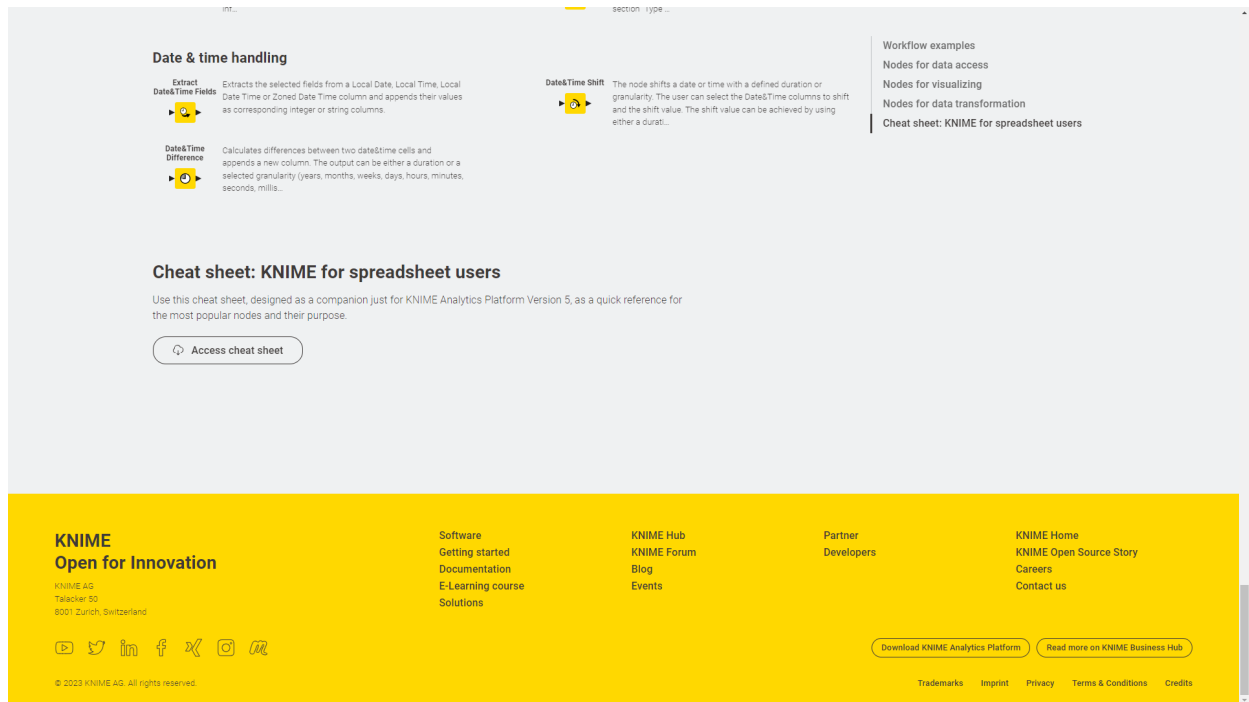 inf...
section "Type ...
Date & time handling
Extract
Date&Time Fields
Extracts the selected fields from a Local Date, Local Time, Local
Date Time or Zoned Date Time column and appends their values
as corresponding integer or string columns.
Date&Time Shift
The node shifts a date or time with a defined duration or
granularity. The user can select the Date&Time columns to shift
and the shift value. The shift value can be achieved by using
either a durati...
Date&Time
Difference
Calculates differences between two date&time cells and
appends a new column. The output can be either a duration or a
selected granularity (years, months, weeks, days, hours, minutes,
seconds, millis...
Workflow examples
Nodes for data access
Nodes for visualizing
Nodes for data transformation
Cheat sheet: KNIME for spreadsheet users
Cheat sheet: KNIME for spreadsheet users
Use this cheat sheet, designed as a companion just for KNIME Analytics Platform Version 5, as a quick reference for
the most popular nodes and their purpose.
Access cheat sheet
KNIME
Open for Innovation
KNIME AG
Talacker 50
8001 Zurich, Switzerland
Software
Getting started
Documentation
E-Learning course
Solutions
KNIME Hub
KNIME Forum
Blog
Events
Partner
Developers
KNIME Home
KNIME Open Source Story
Careers
Contact us
Download KNIME Analytics Platform
Read more on KNIME Business Hub
© 2023 KNIME AG. All rights reserved.
Trademarks
Imprint
Privacy
Terms & Conditions
Credits